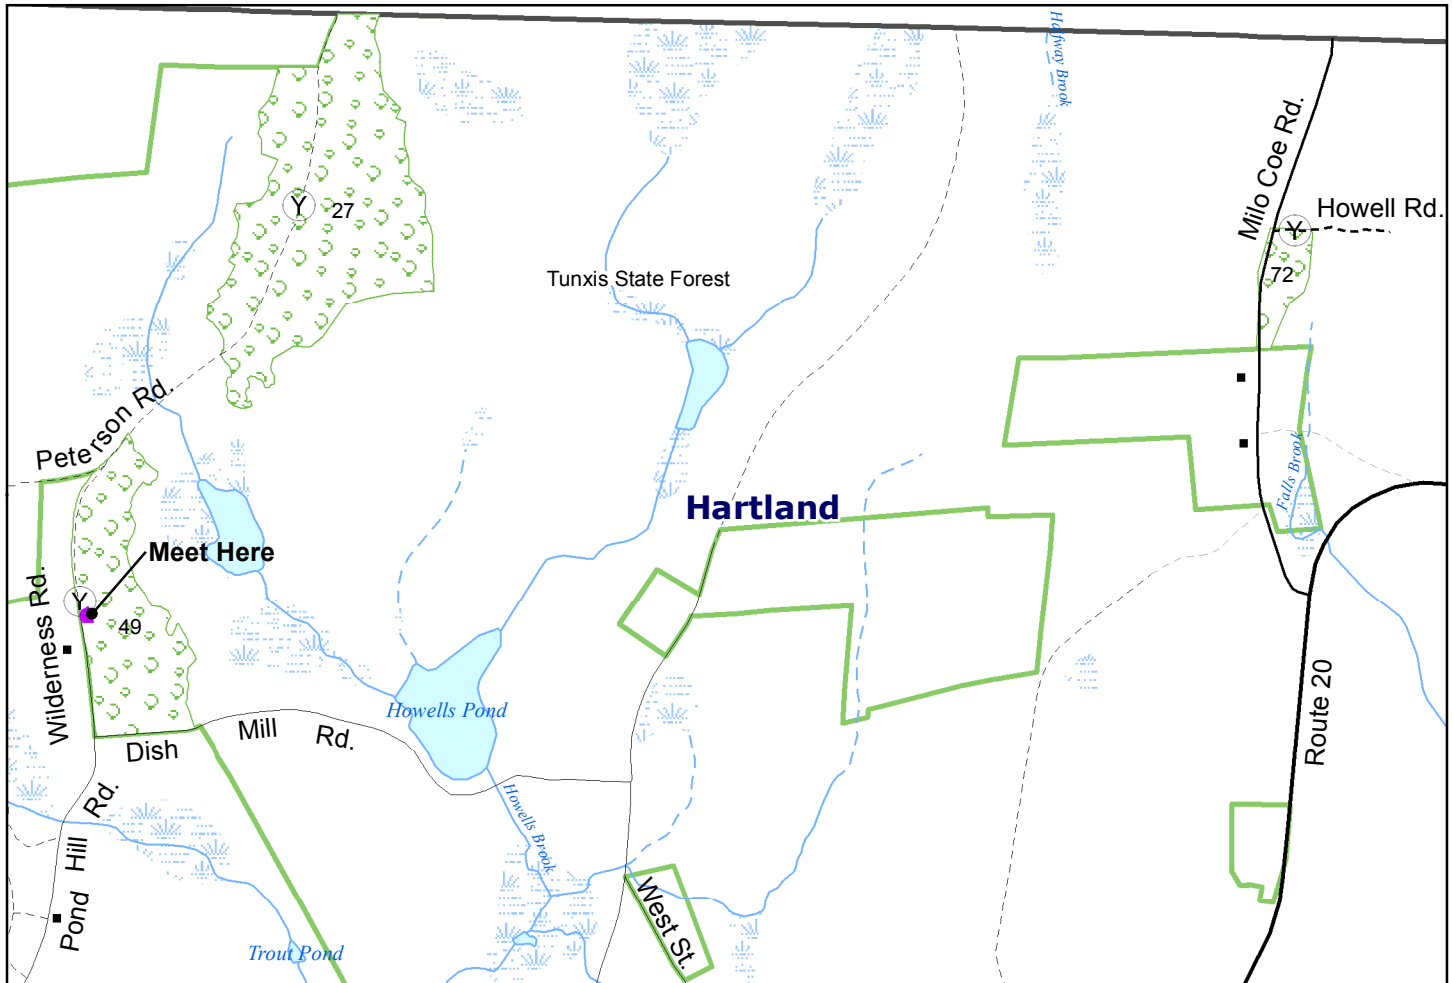 Halfway Brook
Milo Coe Rd.
Howell Rd.
Y
Y
27
72
Tunxis State Forest
Peterson Rd.
Falls Brook
Hartland
Meet Here
Y
49
Wilderness Rd.
Route 20
Howells Pond
Dish Mill Rd.
Howells Brook
Pond Hill Rd.
West St.
Trout Pond